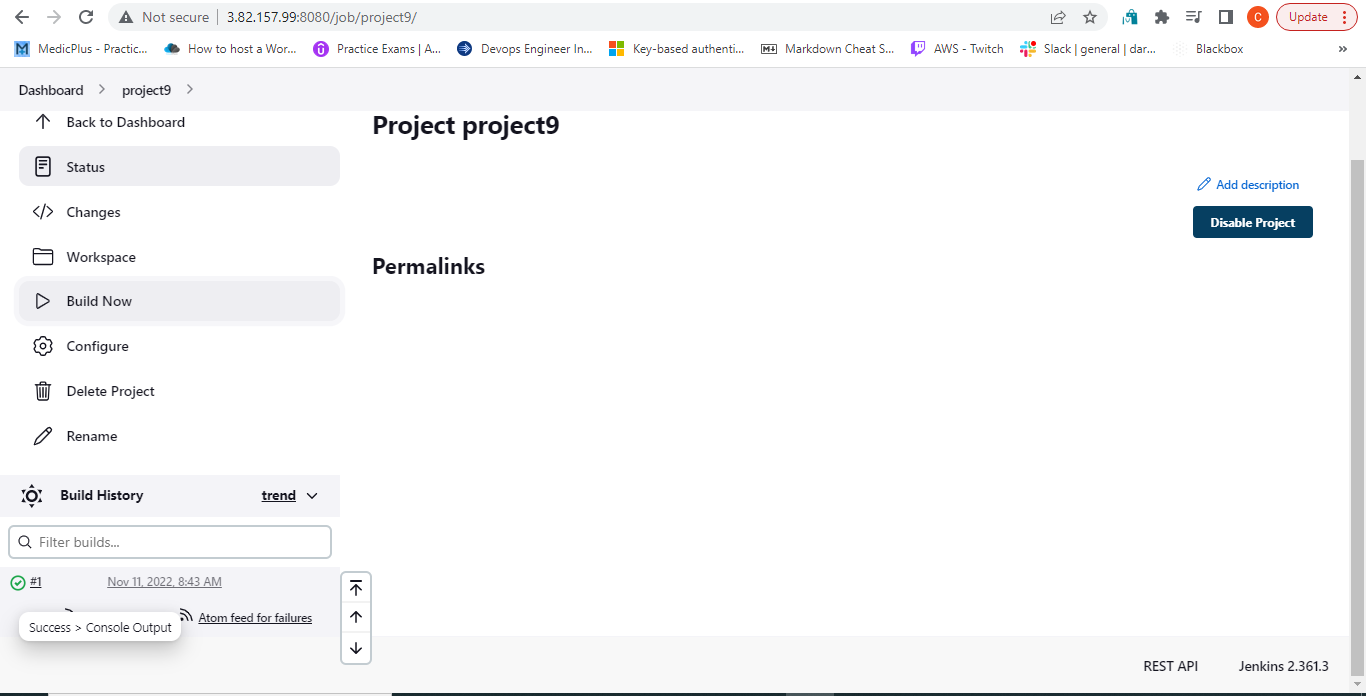 Not secure | 3.82.157.99:8080/job/project9/
C
Update
MedicPlus - Practic...
How to host a Wor...
Practice Exams | A...
Devops Engineer In...
Key-based authenti...
Markdown Cheat S...
AWS - Twitch
Slack | general | dar...
Blackbox
»
Dashboard > project9 >
Back to Dashboard
Status
Changes
Workspace
Build Now
Configure
Delete Project
Rename
Build History
trend
Filter builds...
#1
Nov 11, 2022, 8:43 AM
Atom feed for failures
Success > Console Output
Project project9
Add description
Disable Project
Permalinks
REST API
Jenkins 2.361.3